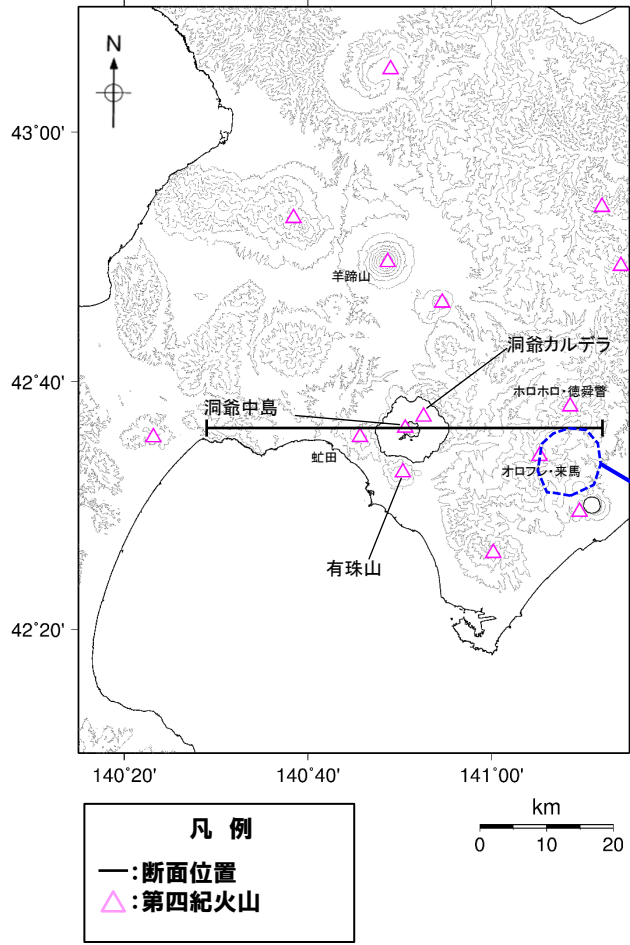 N
43°00'
羊蹄山
洞爺カルデラ
42°40'
ホロホロ・徳舜瞥
洞爺中島
虻田
オロフレ・来馬
有珠山
42°20'
140°20'
140°40'
141°00'
凡 例
:断面位置
:第四紀火山
km
0 10 20